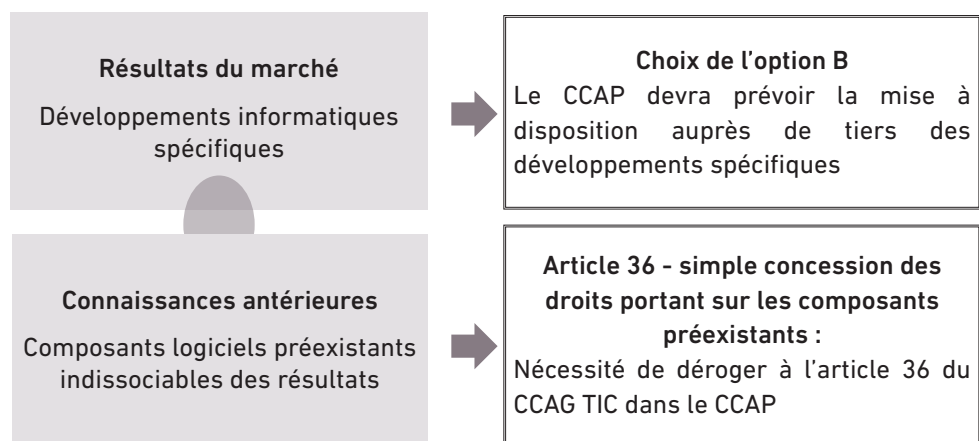 Résultats du marché
Développements informatiques
spécifiques
Choix de l'option B
Le CCAP devra prévoir la mise à
disposition auprès de tiers des
développements spécifiques
Connaissances antérieures
Composants logiciels préexistants
indissociables des résultats
Article 36 - simple concession des
droits portant sur les composants
préexistants :
Nécessité de déroger à l'article 36 du
CCAG TIC dans le CCAP